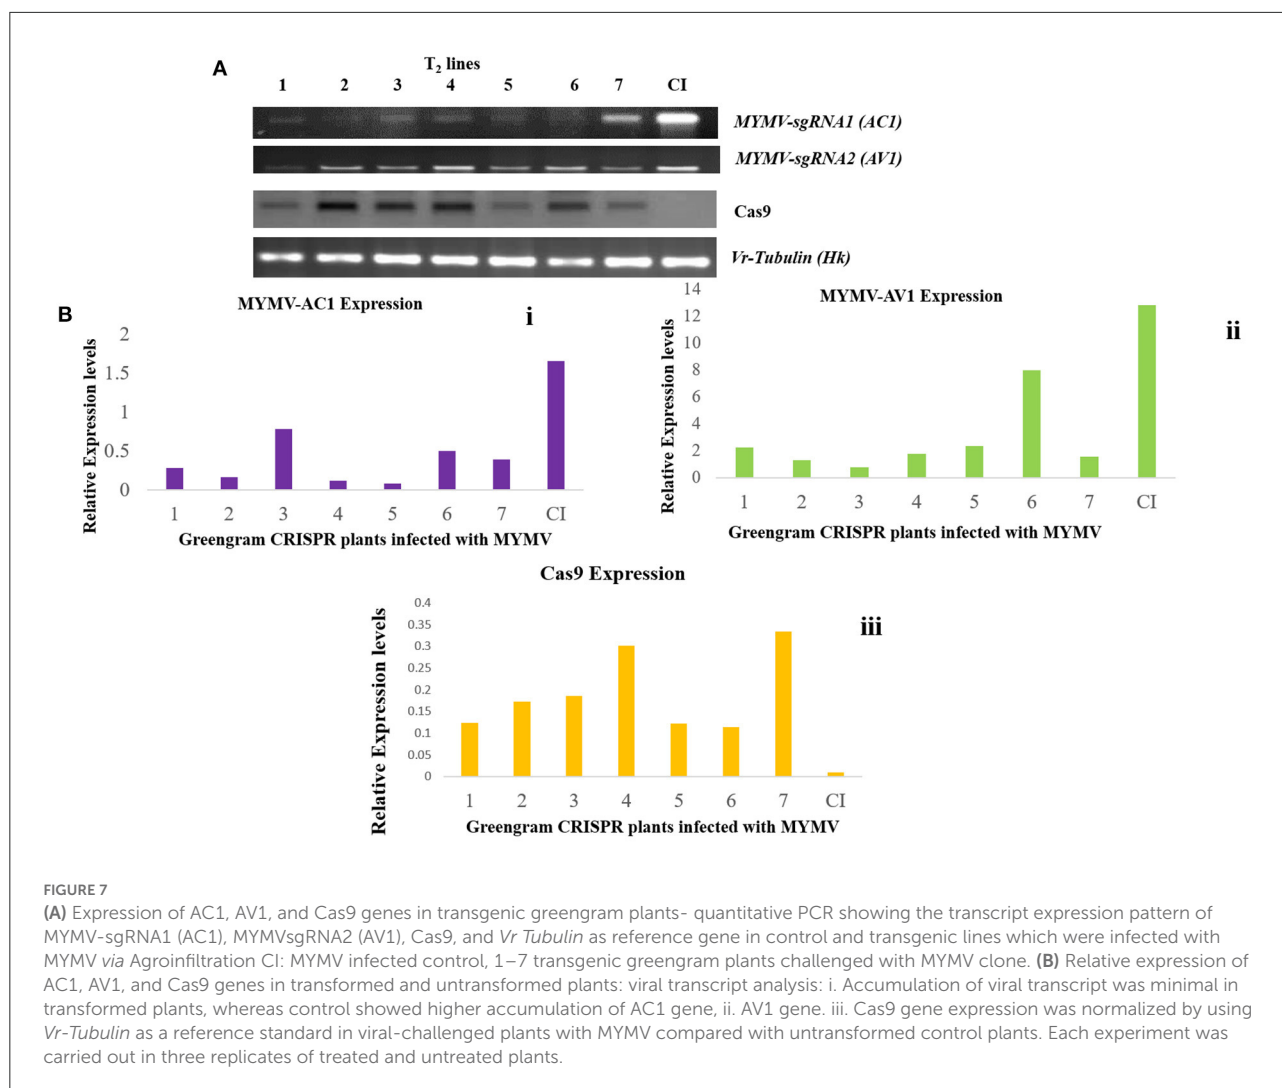 A
T2 lines
1 2 3 4 5 6 7 CI
MYMV-sgRNA1 (AC1)
MYMV-sgRNA2 (AV1)
Cas9
Vr-Tubulin (Hk)
B
MYMV-AC1 Expression
i
Relative Expression levels
2
1.5
1
0.5
0
1 2 3 4 5 6 7 CI
Greengram CRISPR plants infected with MYMV
MYMV-AV1 Expression
ii
Relative Expression levels
14
12
10
8
6
4
2
0
1 2 3 4 5 6 7 CI
Greengram CRISPR plants infected with MYMV
Cas9 Expression
iii
Relative Expression levels
0.4
0.35
0.3
0.25
0.2
0.15
0.1
0.05
0
1 2 3 4 5 6 7 CI
Greengram CRISPR plants infected with MYMV
FIGURE 7
(A) Expression of AC1, AV1, and Cas9 genes in transgenic greengram plants- quantitative PCR showing the transcript expression pattern of
MYMV-sgRNA1 (AC1), MYMVsgRNA2 (AV1), Cas9, and Vr Tubulin as reference gene in control and transgenic lines which were infected with
MYMV via Agroinfiltration CI: MYMV infected control, 1–7 transgenic greengram plants challenged with MYMV clone. (B) Relative expression of
AC1, AV1, and Cas9 genes in transformed and untransformed plants: viral transcript analysis: i. Accumulation of viral transcript was minimal in
transformed plants, whereas control showed higher accumulation of AC1 gene, ii. AV1 gene. iii. Cas9 gene expression was normalized by using
Vr-Tubulin as a reference standard in viral-challenged plants with MYMV compared with untransformed control plants. Each experiment was
carried out in three replicates of treated and untreated plants.